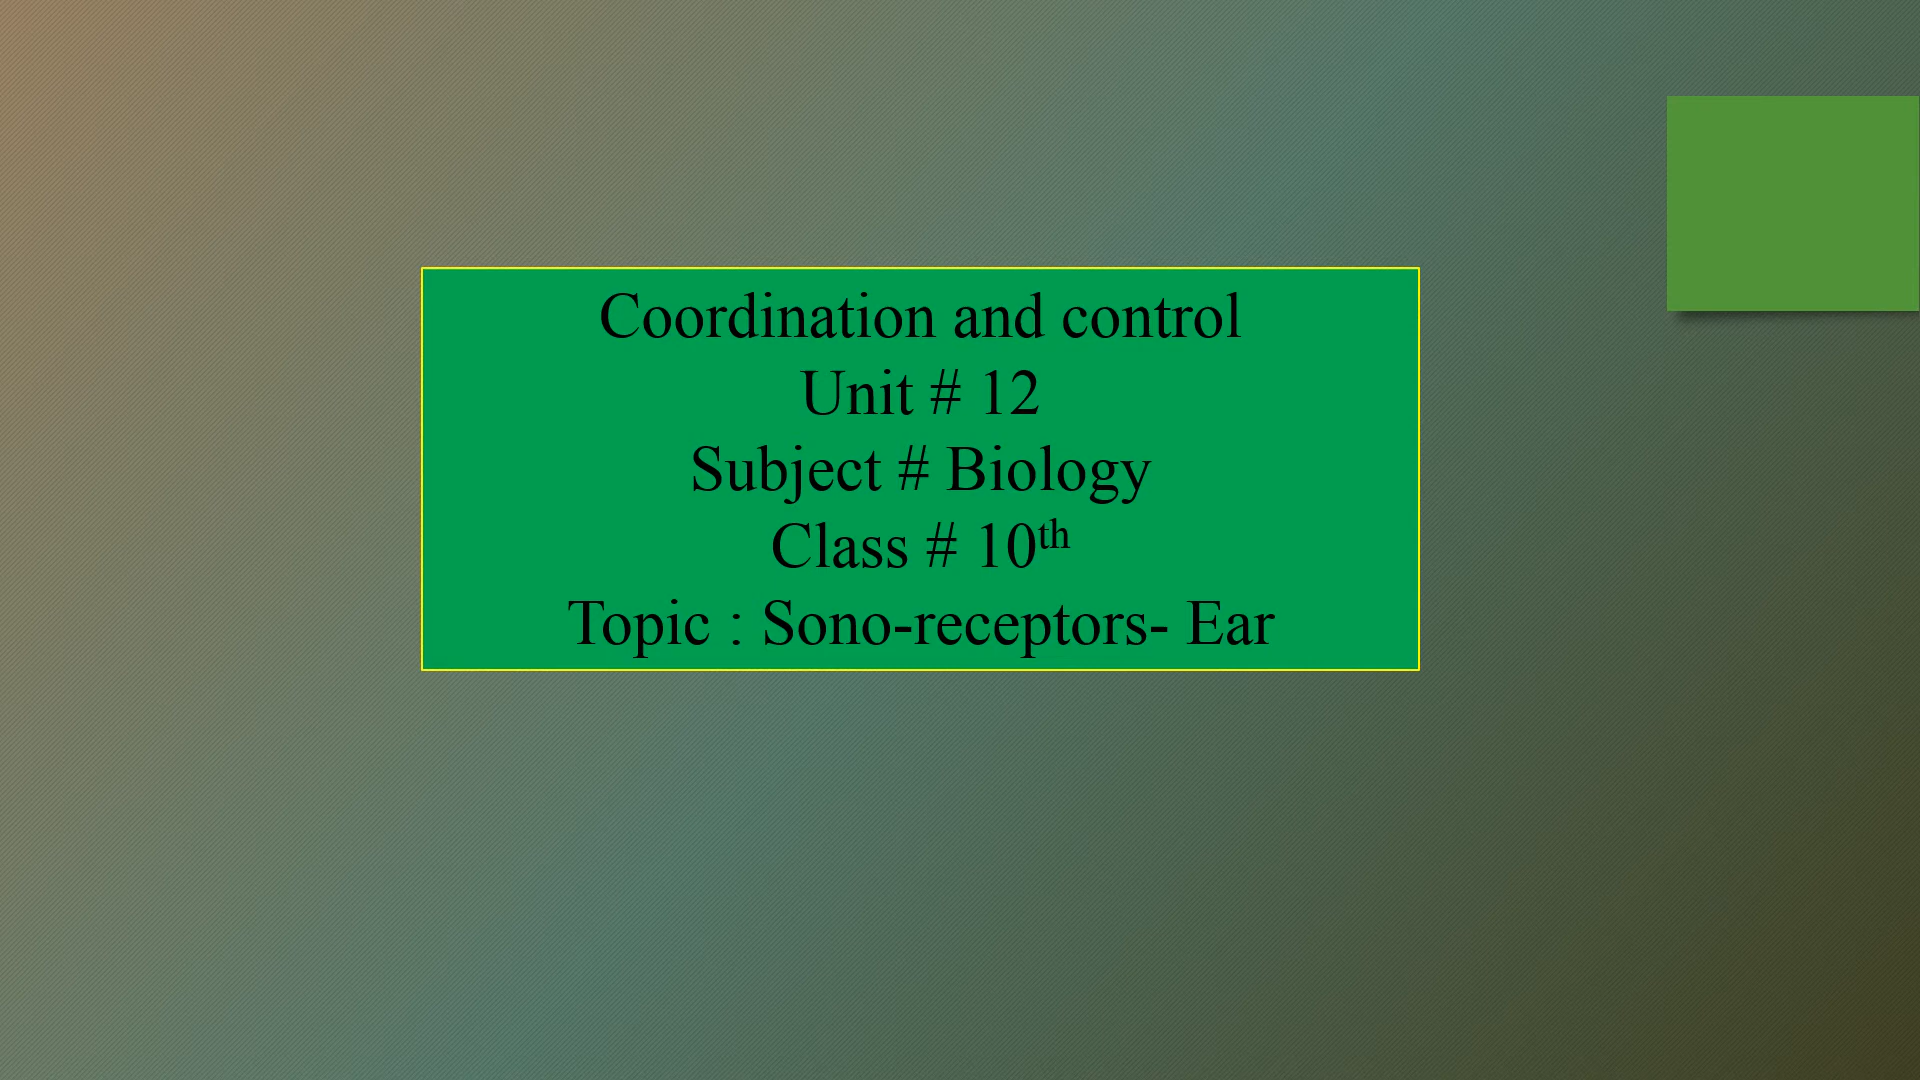 Coordination and control
Unit # 12
Subject # Biology
Class # 10th
Topic : Sono-receptors- Ear